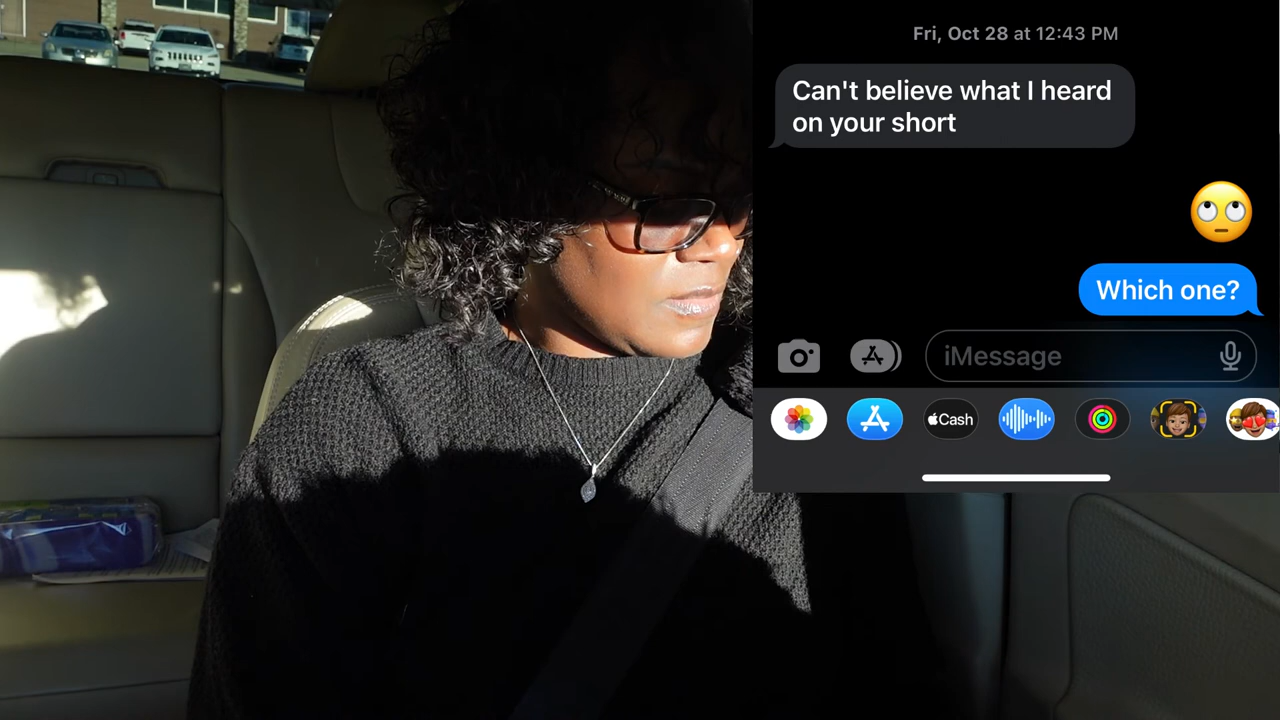 Fri, Oct 28 at 12:43 PM
Can't believe what I heard
on your short
🙄
Which one?
iMessage
Cash